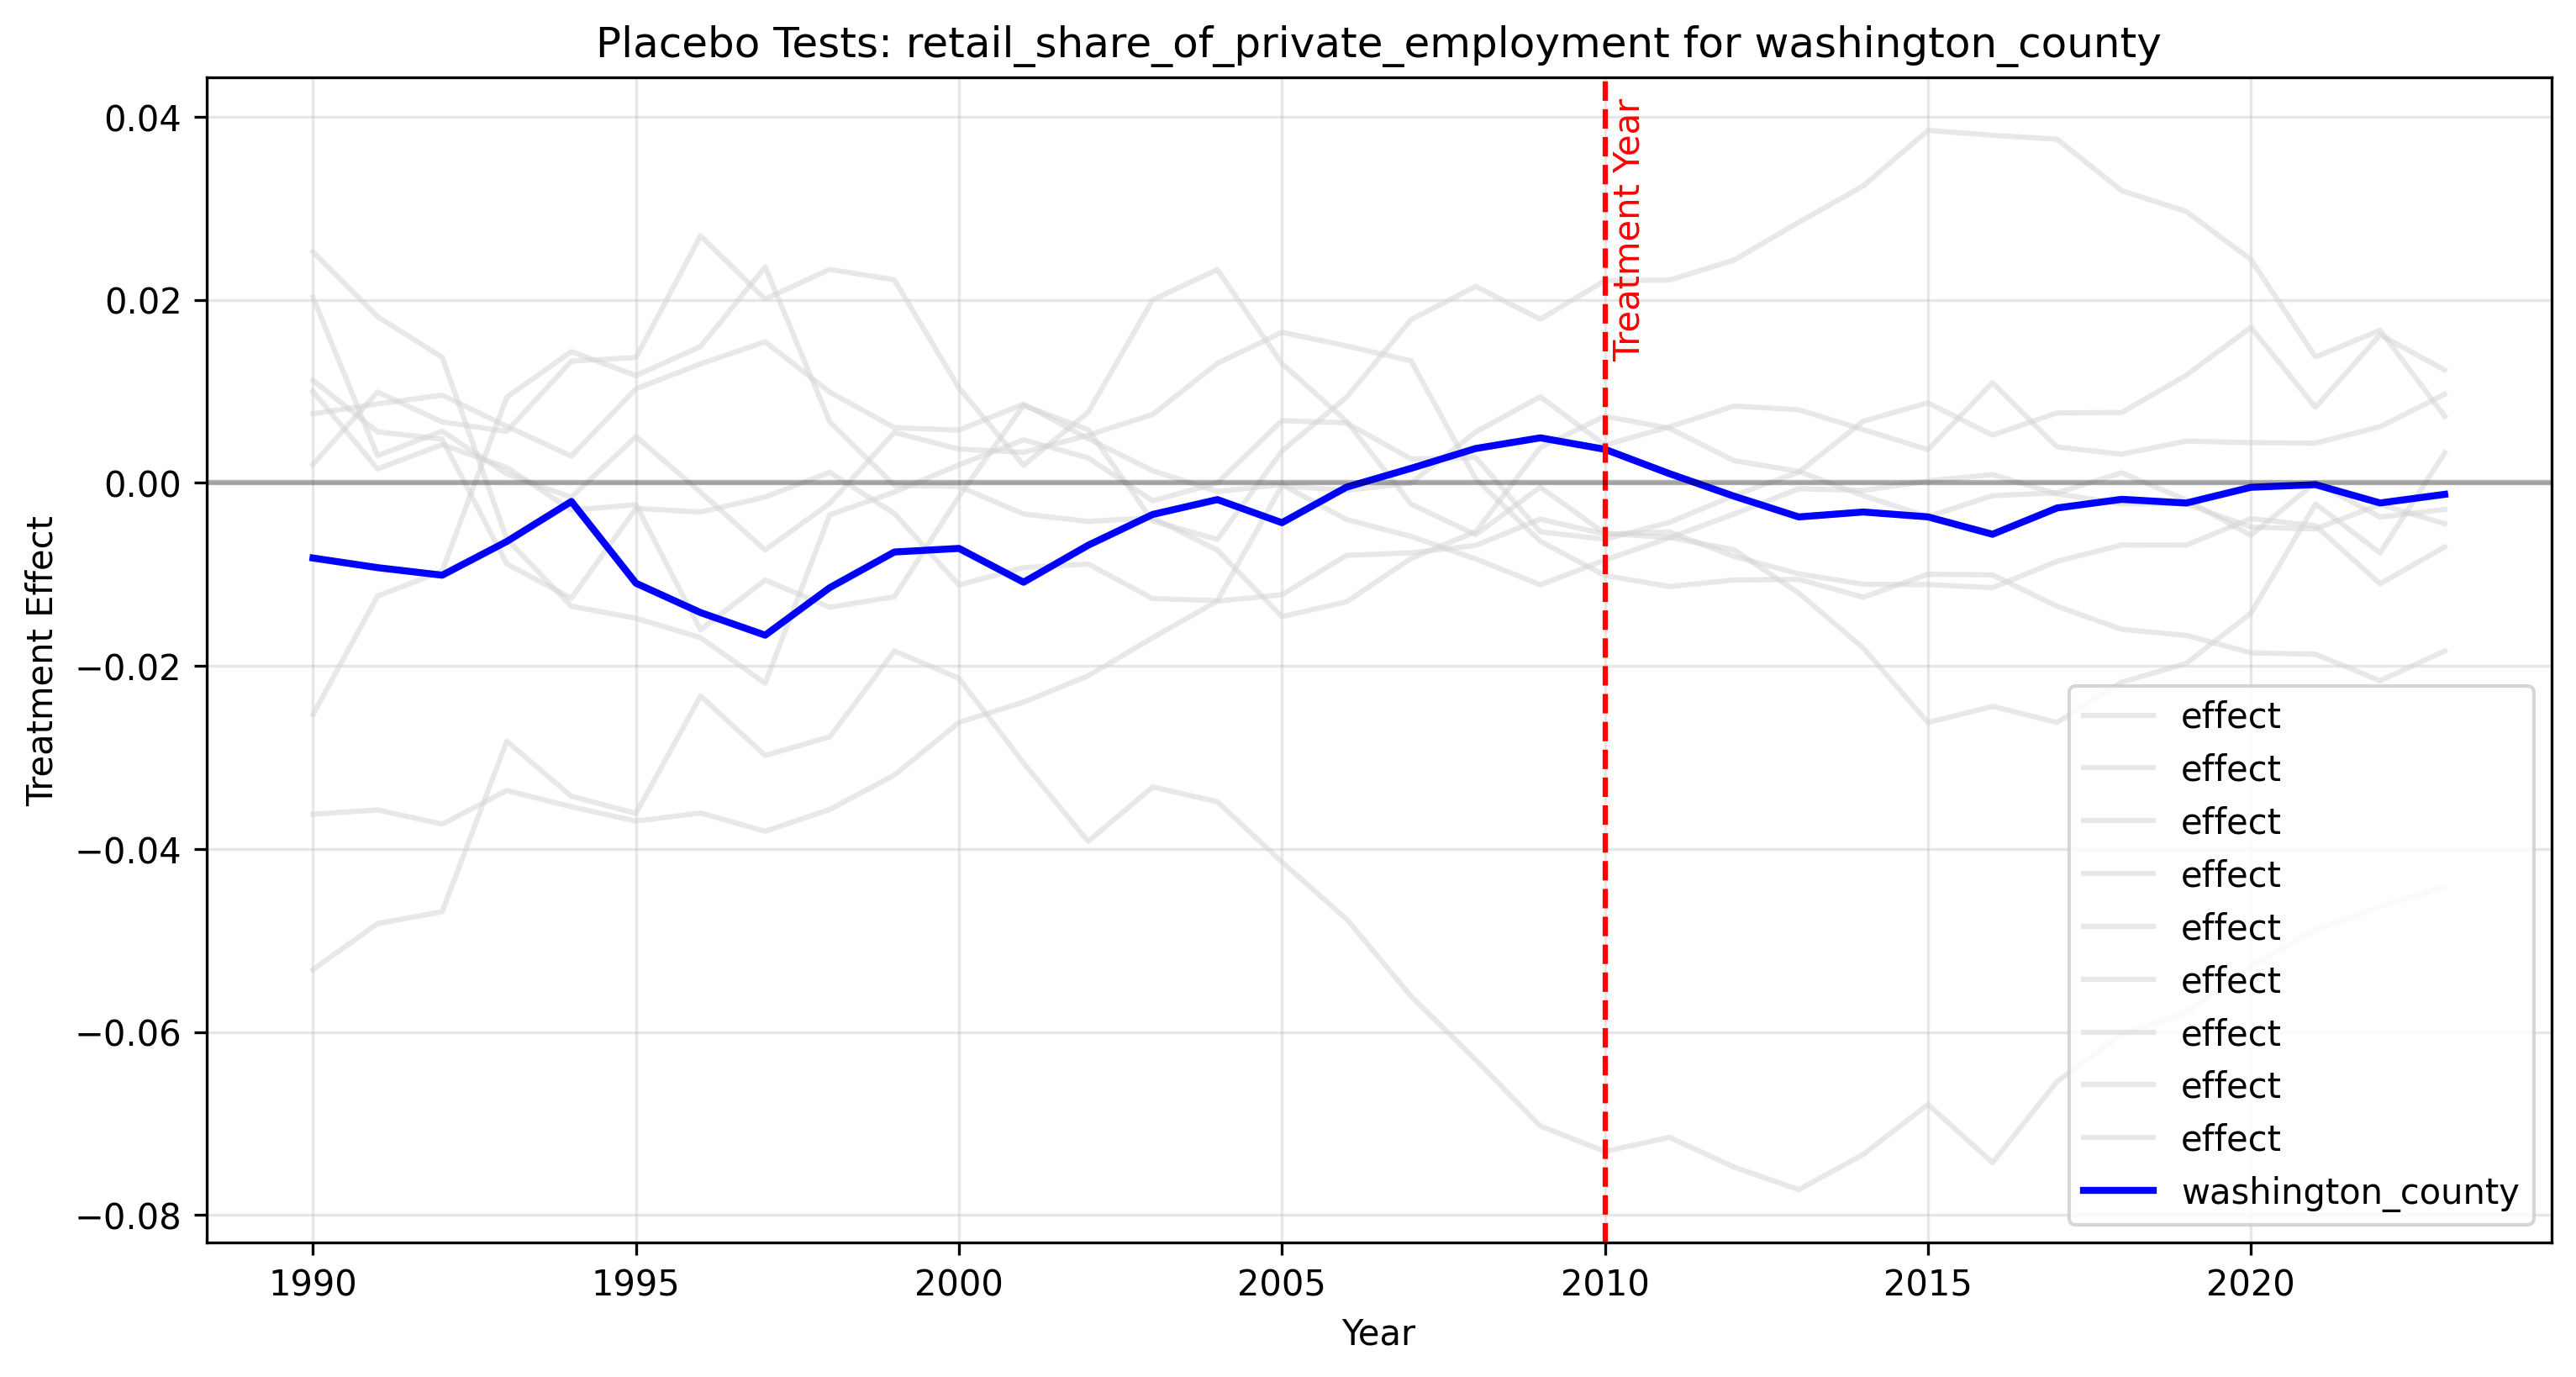 Placebo Tests: retail_share_of_private_employment for washington_county
Treatment Effect
0.04
0.02
0.00
−0.02
−0.04
−0.06
−0.08
Treatment Year
effect
effect
effect
effect
effect
effect
effect
effect
effect
washington_county
1990
1995
2000
2005
2010
2015
2020
Year